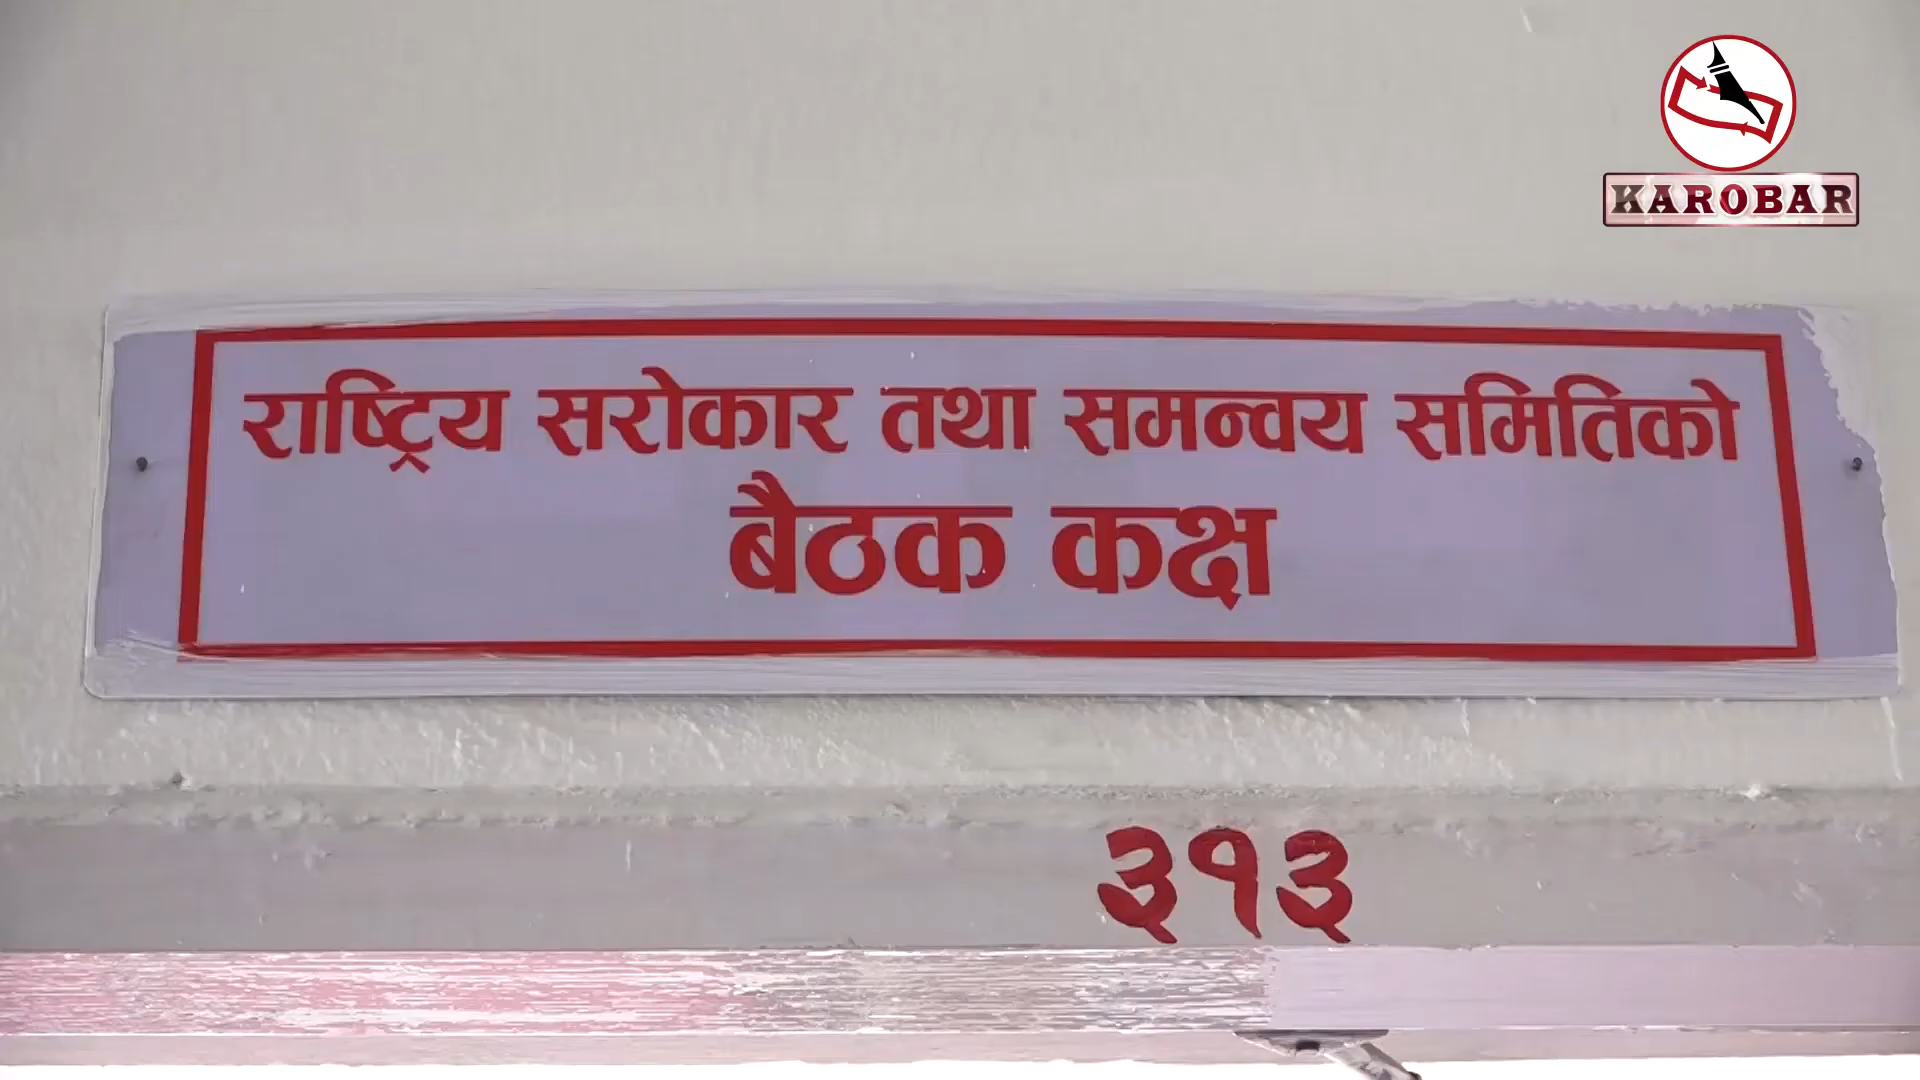 KAROBAR
राष्ट्रिय सरोकार तथा समन्वय समितिको
बैठक कक्ष
३१३